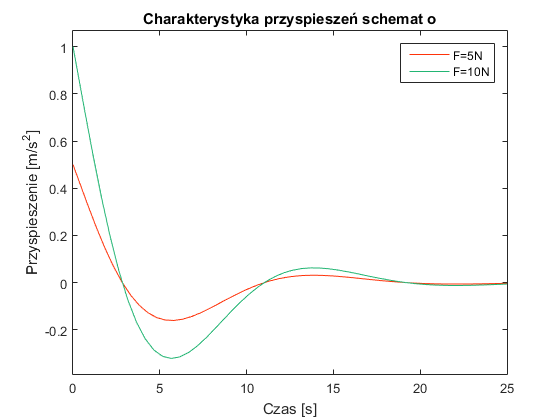 Charakterystyka przyspieszeń schemat o
F=5N
F=10N
1
0.8
0.6
0.4
0.2
0
-0.2
Przyspieszenie [m/s²]
0 5 10 15 20 25
Czas [s]